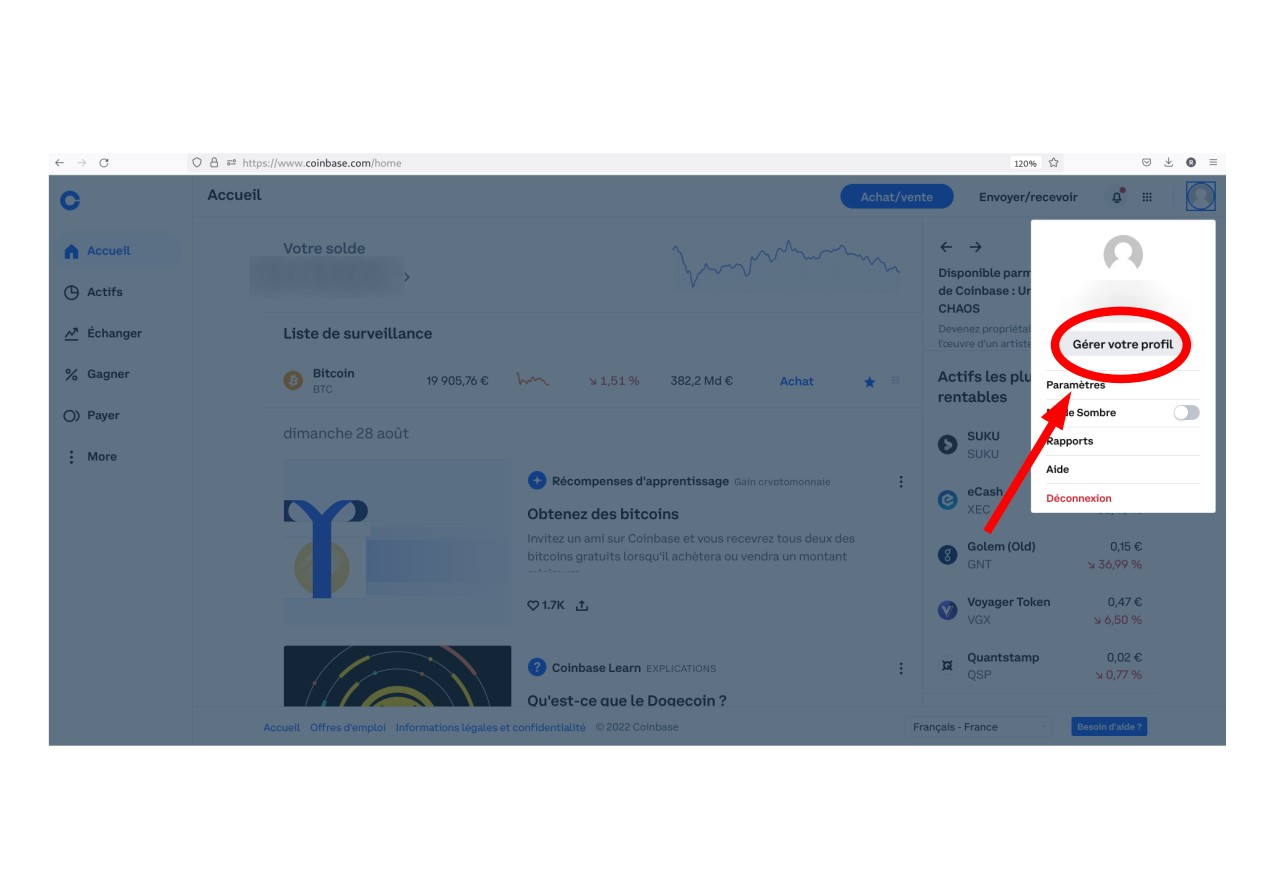 https://www.coinbase.com/home
120%
Accueil
Achat/vente
Envoyer/recevoir
Accueil
Actifs
Échanger
Gagner
Payer
More
Votre solde
Liste de surveillance
Bitcoin
BTC
19 905,76 €
↘ 1,51 %
382,2 Md €
Achat
dimanche 28 août
Récompenses d'apprentissage Gain cryotomonnaie
Obtenez des bitcoins
Invitez un ami sur Coinbase et vous recevrez tous deux des
bitcoins gratuits lorsqu'il achètera ou vendra un montant
1.7K
Coinbase Learn EXPLICATIONS
Qu'est-ce que le Dogecoin ?
Disponible parm
de Coinbase : Un
CHAOS
Devenez propriétai
l'œuvre d'un artiste
Actifs les plu
rentables
SUKU
SUKU
eCash
XEC
Golem (Old) 0,15 €
GNT ↘ 36,99 %
Voyager Token 0,47 €
VGX ↘ 6,50 %
Quantstamp 0,02 €
QSP ↘ 0,77 %
Gérer votre profil
Paramètres
de Sombre
Rapports
Aide
Déconnexion
Accueil Offres d'emploi Informations légales et confidentialité © 2022 Coinbase
Français - France
Besoin d'aide ?